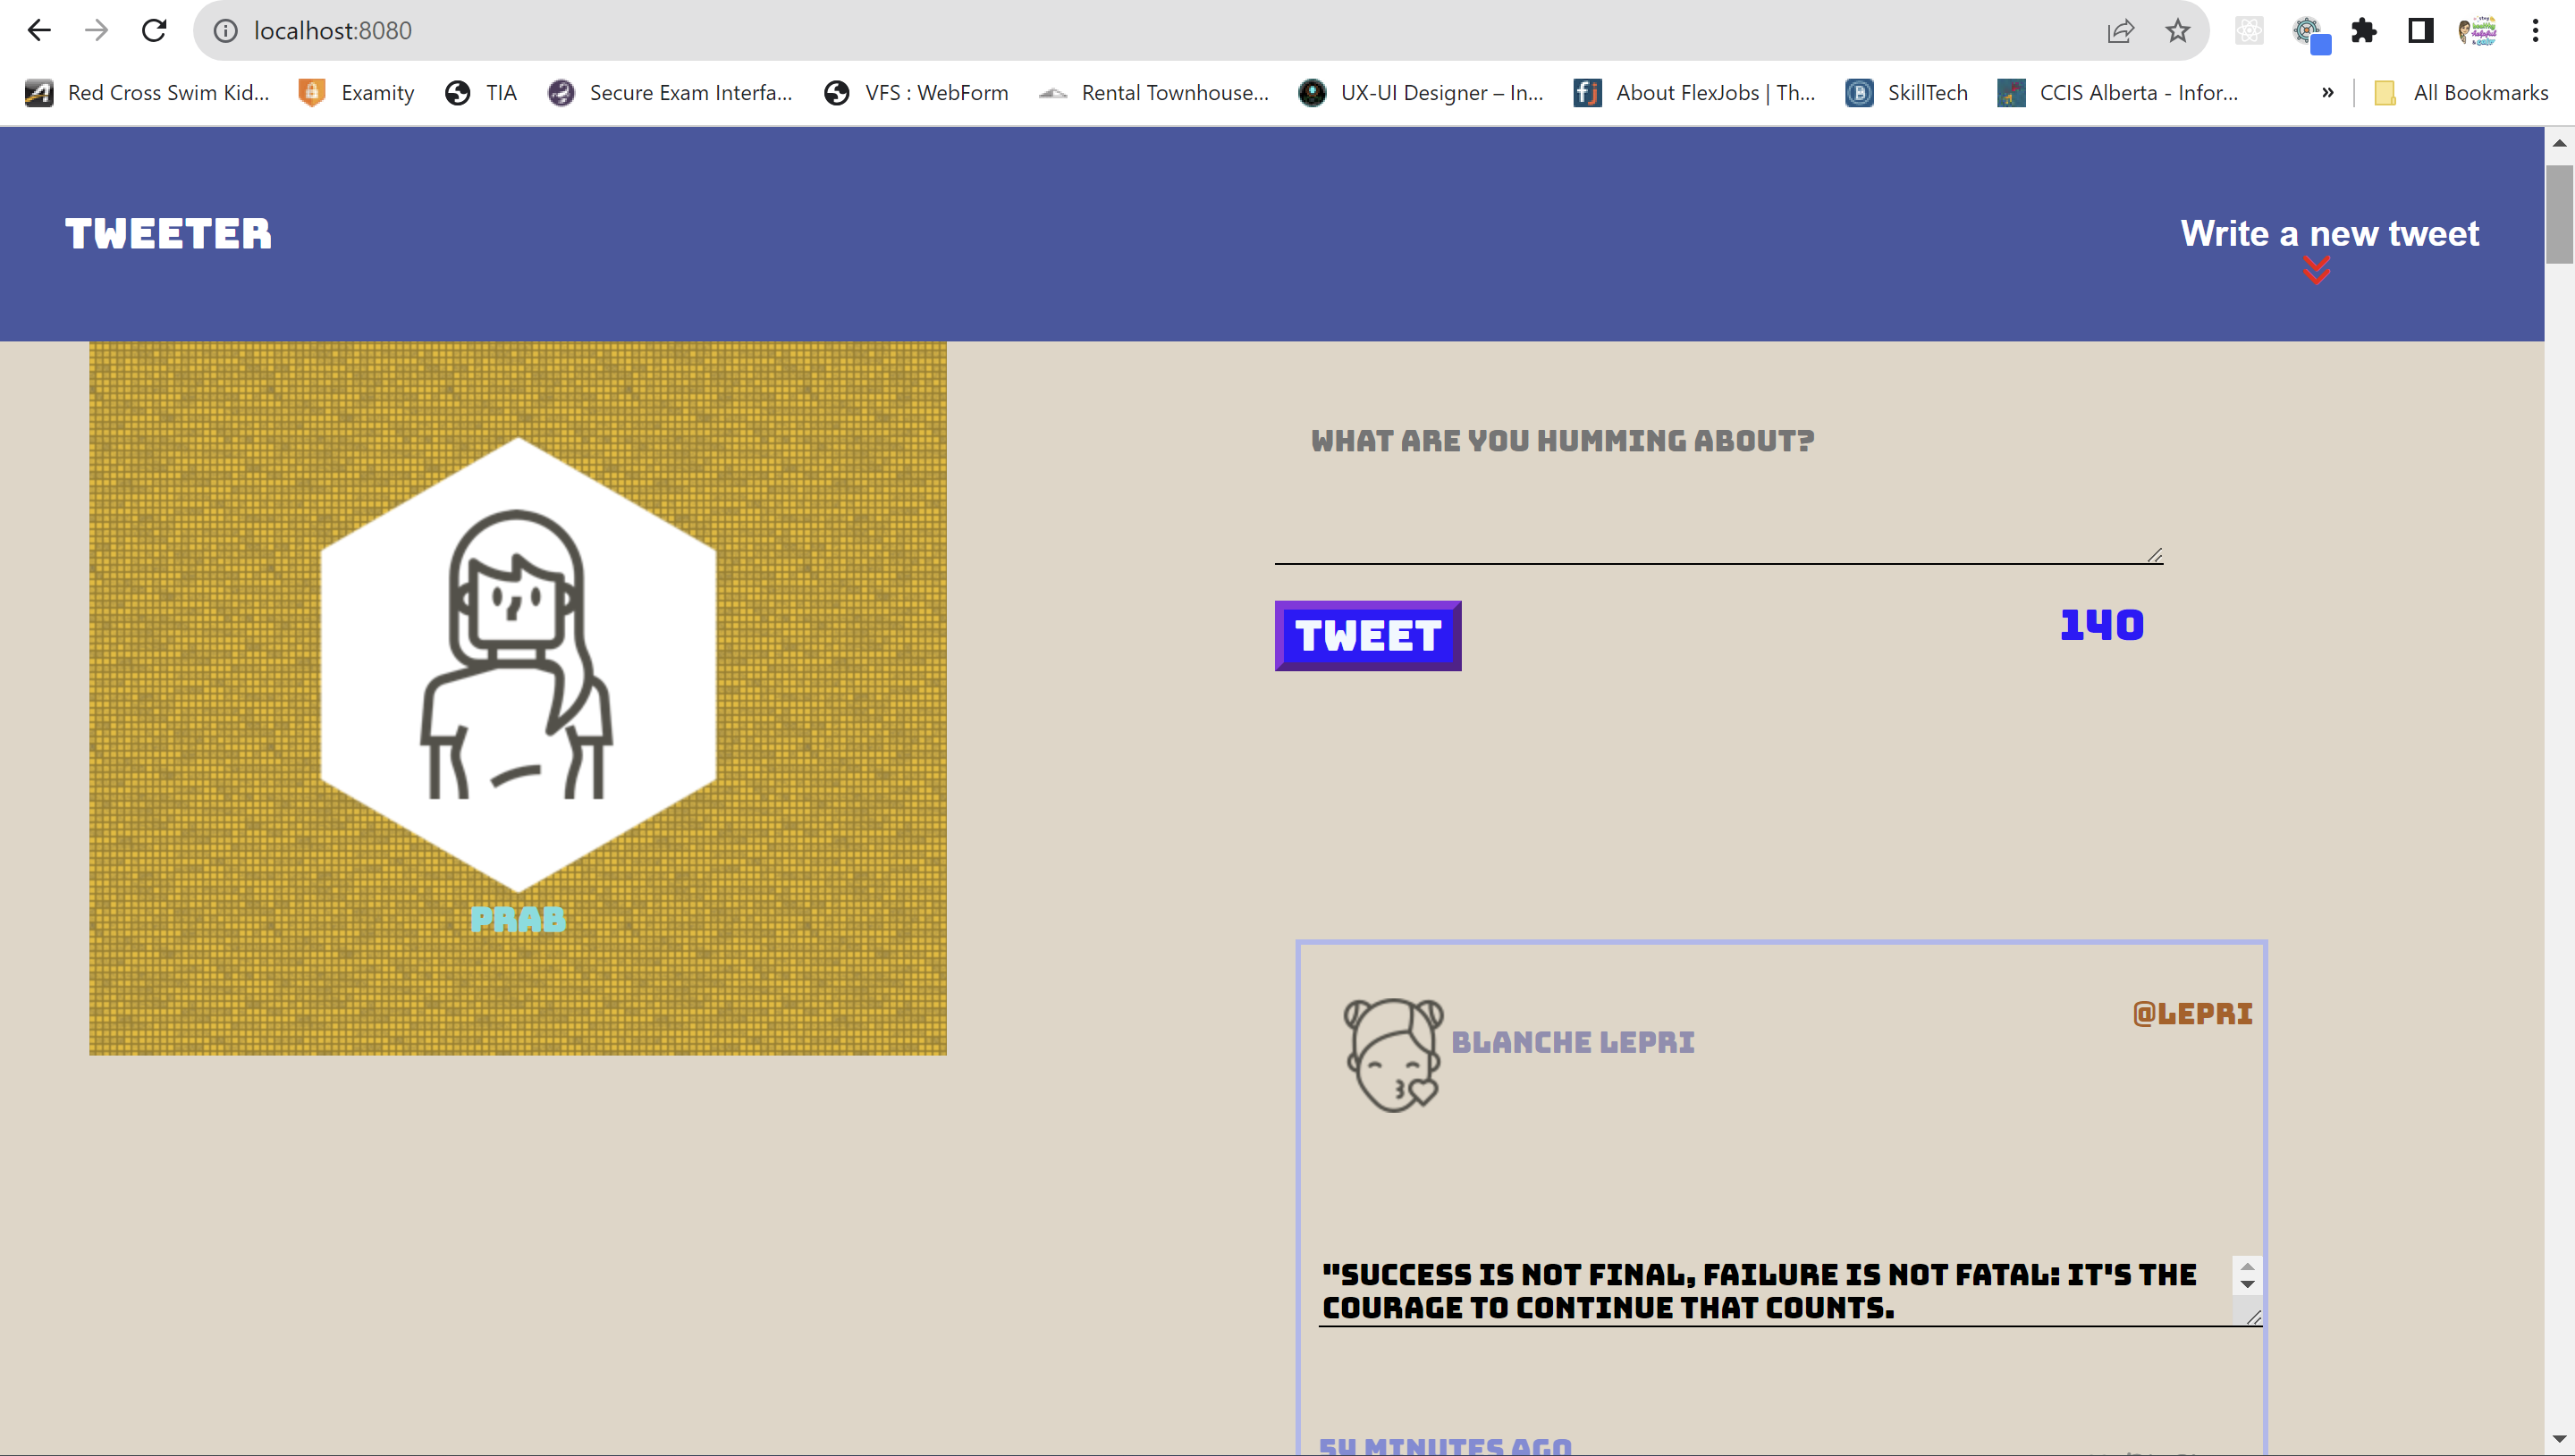 localhost:8080
Red Cross Swim Kid...
Examity
TIA
Secure Exam Interfa...
VFS : WebForm
Rental Townhouse...
UX-UI Designer – In...
About FlexJobs | Th...
SkillTech
CCIS Alberta - Infor...
»
All Bookmarks
TWEETER
Write a new tweet
WHAT ARE YOU HUMMING ABOUT?
TWEET
140
PRAB
BLANCHE LEPRI
@LEPRI
"SUCCESS IS NOT FINAL, FAILURE IS NOT FATAL: IT'S THE
COURAGE TO CONTINUE THAT COUNTS.
54 MINUTES AGO